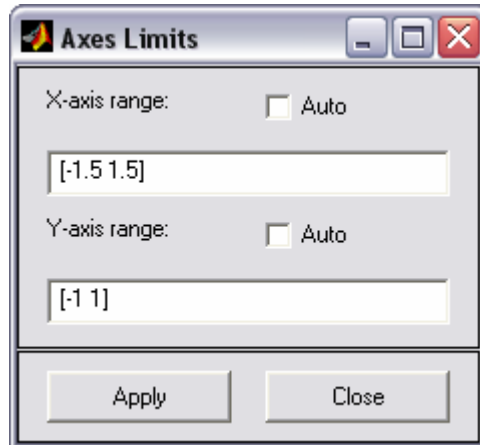 Axes Limits
X-axis range: Auto
[-1.5 1.5]
Y-axis range: Auto
[-1 1]
Apply Close